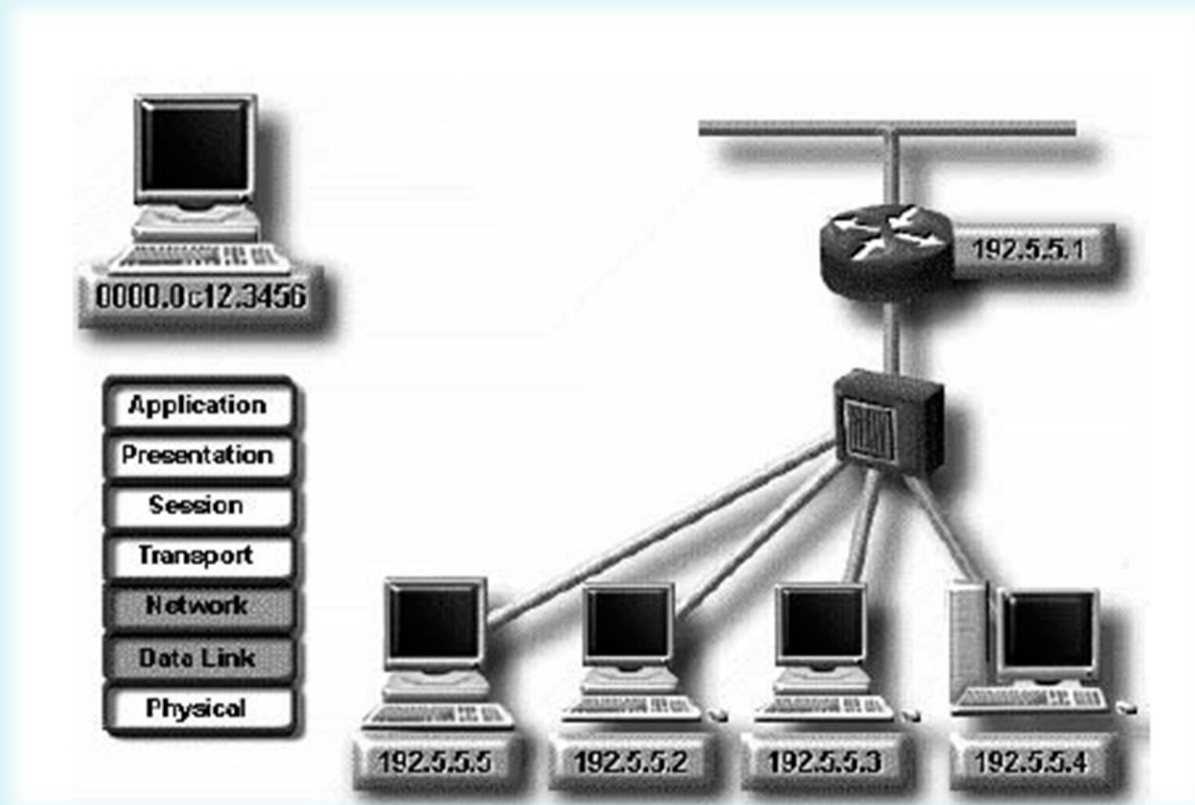 0000.0c12.3456
Application
Presentation
Session
Transport
Network
Data Link
Physical
192.5.5.1
192.5.5.5
192.5.5.2
192.5.5.3
192.5.5.4